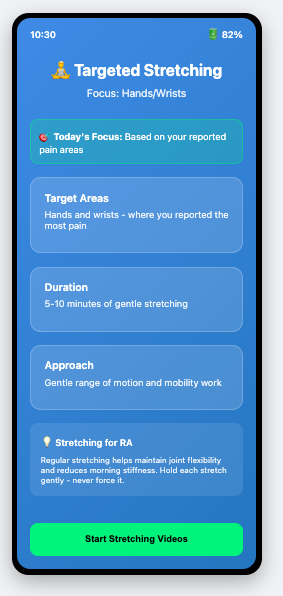 10:30 82%
Targeted Stretching
Focus: Hands/Wrists
Today's Focus: Based on your reported
pain areas
Target Areas
Hands and wrists - where you reported the
most pain
Duration
5-10 minutes of gentle stretching
Approach
Gentle range of motion and mobility work
Stretching for RA
Regular stretching helps maintain joint flexibility
and reduces morning stiffness. Hold each stretch
gently - never force it.
Start Stretching Videos